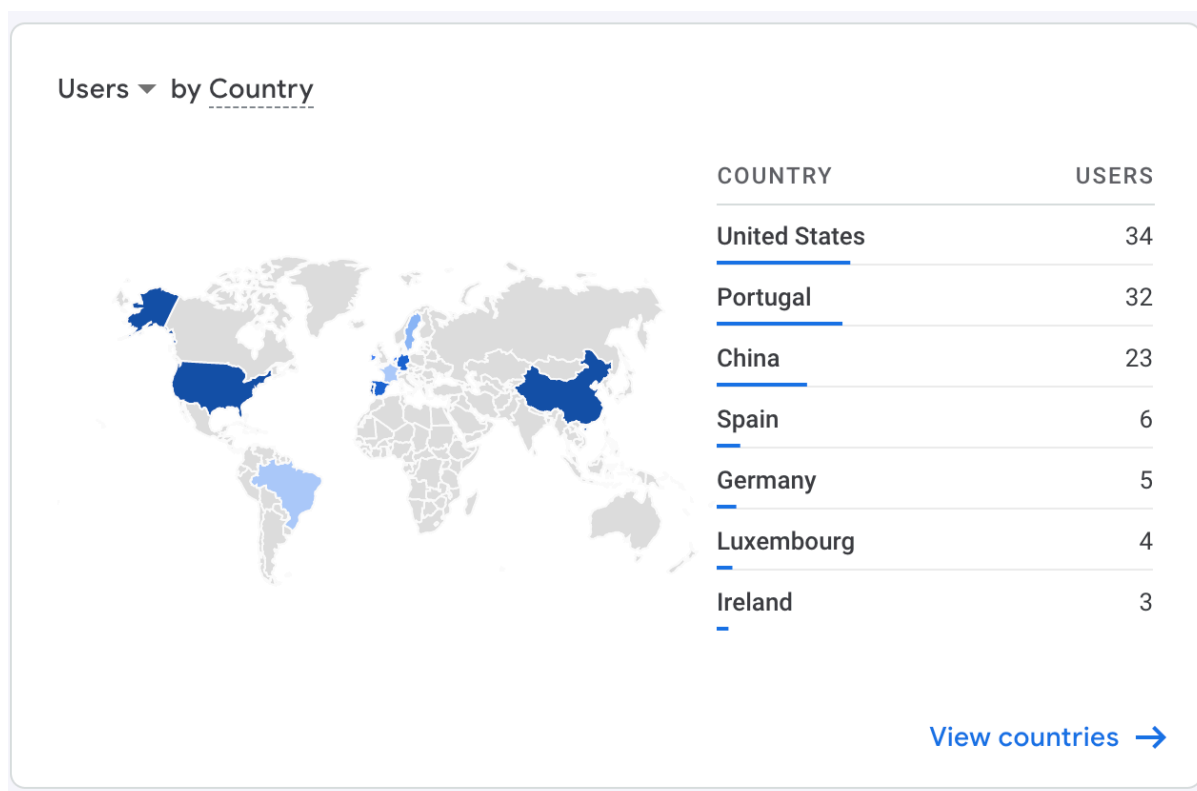 Users by Country
COUNTRY USERS
United States 34
Portugal 32
China 23
Spain 6
Germany 5
Luxembourg 4
Ireland 3
View countries